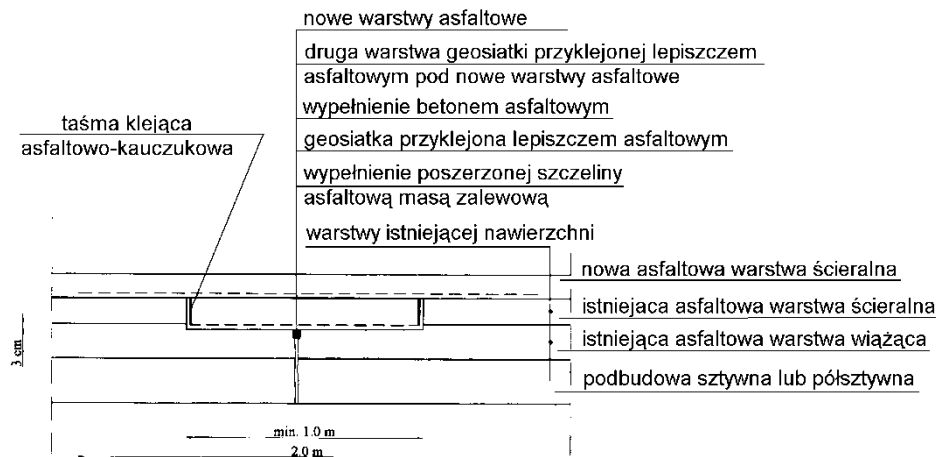 nowe warstwy asfaltowe
druga warstwa geosiatki przyklejonej lepiszczem
asfaltowym pod nowe warstwy asfaltowe
wypełnienie betonem asfaltowym
taśma klejąca
asfaltowo-kauczukowa
geosiatka przyklejona lepiszczem asfaltowym
wypełnienie poszerzonej szczeliny
asfaltową masą zalewową
warstwy istniejącej nawierzchni
nowa asfaltowa warstwa ścieralna
istniejaca asfaltowa warstwa ścieralna
istniejąca asfaltowa warstwa wiążąca
podbudowa sztywna lub półsztywna
3 cm
min. 1.0 m
2.0 m